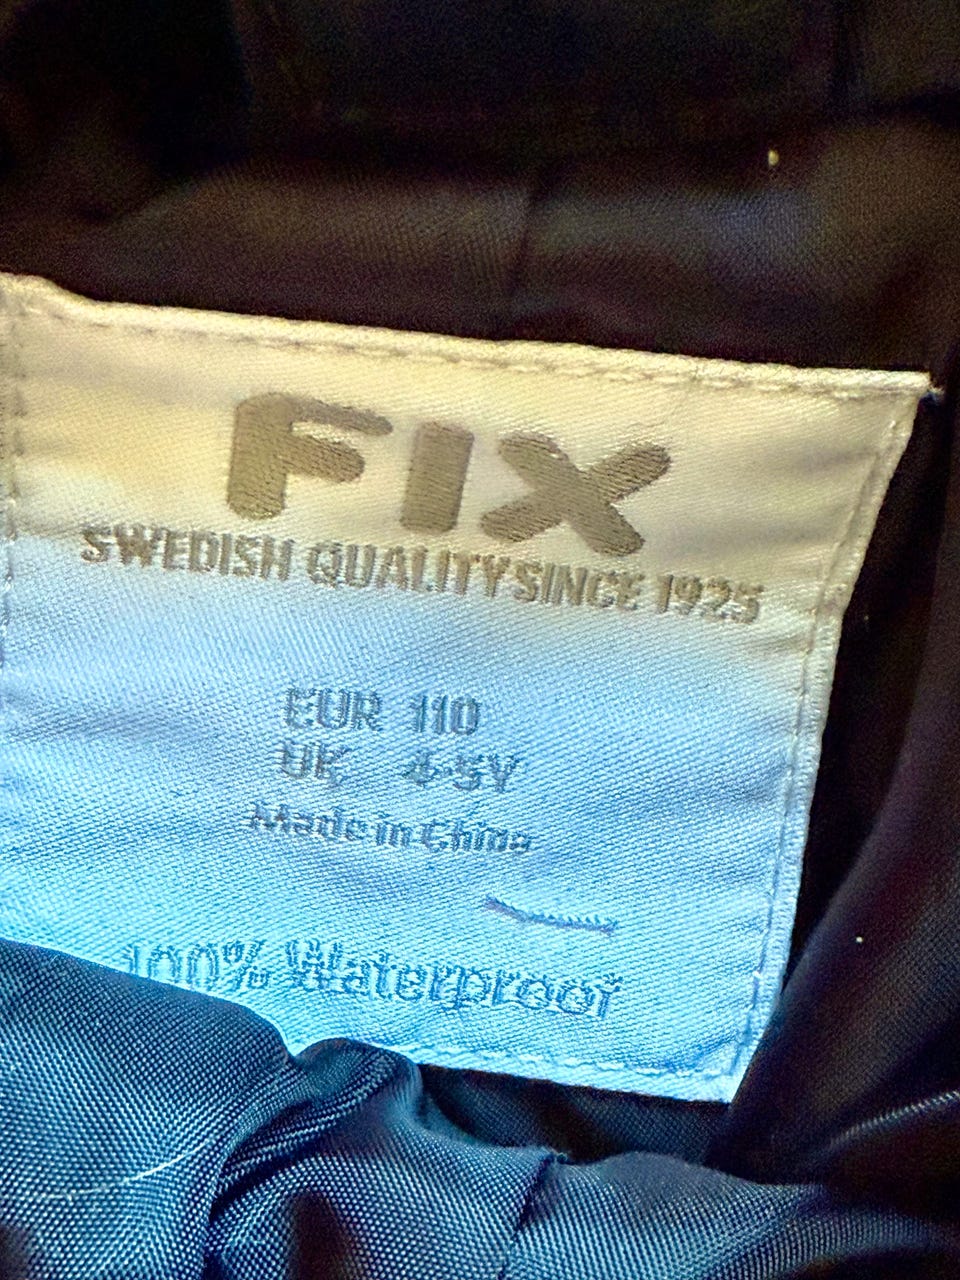 FIX
SWEDISH QUALITY SINCE 1925
EUR 110
UK 4-5Y
Made in China
100% Waterproof